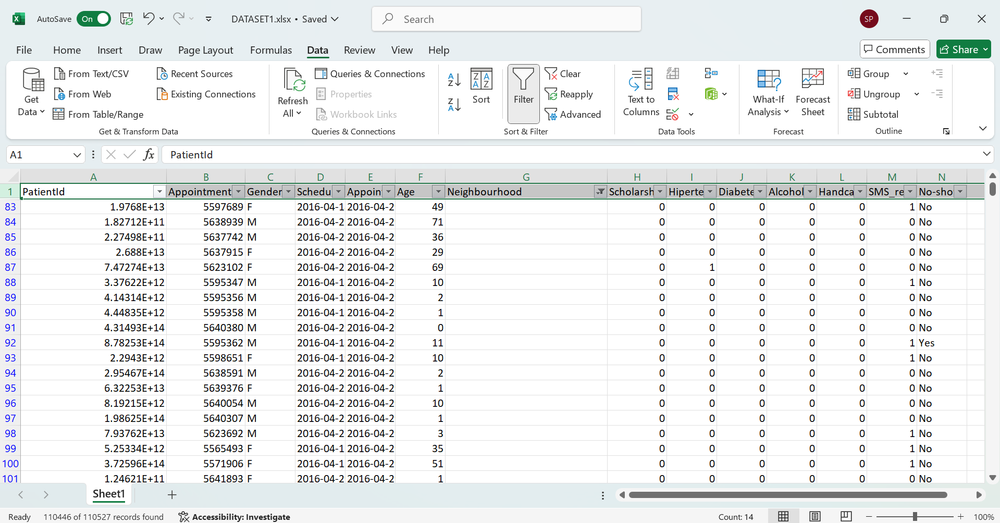 AutoSave On DATASET1.xlsx • Saved Search SP
File Home Insert Draw Page Layout Formulas Data Review View Help Comments Share
Get Data
From Text/CSV
From Web
From Table/Range
Recent Sources
Existing Connections
Get & Transform Data
Refresh All
Queries & Connections
Properties
Workbook Links
Queries & Connections
Sort
Filter
Clear
Reapply
Advanced
Sort & Filter
Text to Columns
Data Tools
What-If Analysis
Forecast Sheet
Forecast
Group
Ungroup
Subtotal
Outline
A1 fx PatientId
A B C D E F G H I J K L M N
1 PatientId Appointment Gender Schedu Appoin Age Neighbourhood Scholarsh Hiperte Diabete Alcohol Handca SMS_re No-sho
83 1.9768E+13 5597689 F 2016-04-1 2016-04-2 49 0 0 0 0 0 1 No
84 1.82712E+11 5638939 M 2016-04-2 2016-04-2 71 0 0 0 0 0 0 No
85 2.27498E+11 5637742 M 2016-04-2 2016-04-2 36 0 0 0 0 0 0 No
86 2.688E+13 5637915 F 2016-04-2 2016-04-2 29 0 0 0 0 0 0 No
87 7.47274E+13 5623102 F 2016-04-2 2016-04-2 69 0 1 0 0 0 0 No
88 3.37622E+12 5595347 M 2016-04-1 2016-04-2 10 0 0 0 0 0 1 No
89 4.14314E+12 5595356 M 2016-04-1 2016-04-2 2 0 0 0 0 0 0 No
90 4.44835E+12 5595358 M 2016-04-1 2016-04-2 1 0 0 0 0 0 0 No
91 4.31493E+14 5640380 M 2016-04-2 2016-04-2 0 0 0 0 0 0 0 No
92 8.78253E+14 5595362 M 2016-04-1 2016-04-2 11 0 0 0 0 0 1 Yes
93 2.2943E+12 5598651 F 2016-04-1 2016-04-2 10 0 0 0 0 0 1 No
94 2.95467E+14 5638591 M 2016-04-2 2016-04-2 2 0 0 0 0 0 0 No
95 6.32253E+13 5639376 F 2016-04-2 2016-04-2 1 0 0 0 0 0 0 No
96 8.19215E+12 5640054 M 2016-04-2 2016-04-2 10 0 0 0 0 0 0 No
97 1.98625E+14 5640307 M 2016-04-2 2016-04-2 1 0 0 0 0 0 0 No
98 7.93762E+13 5623692 M 2016-04-2 2016-04-2 3 0 0 0 0 0 1 No
99 5.25334E+12 5565493 F 2016-04-1 2016-04-2 35 0 0 0 0 0 1 No
100 3.72596E+14 5571906 F 2016-04-1 2016-04-2 51 0 0 0 0 0 1 No
101 1.24621E+11 5641893 F 2016-04-2 2016-04-2 1 0 0 0 0 0 0 No
Sheet1
Ready 110446 of 110527 records found Accessibility: Investigate Count: 14 100%